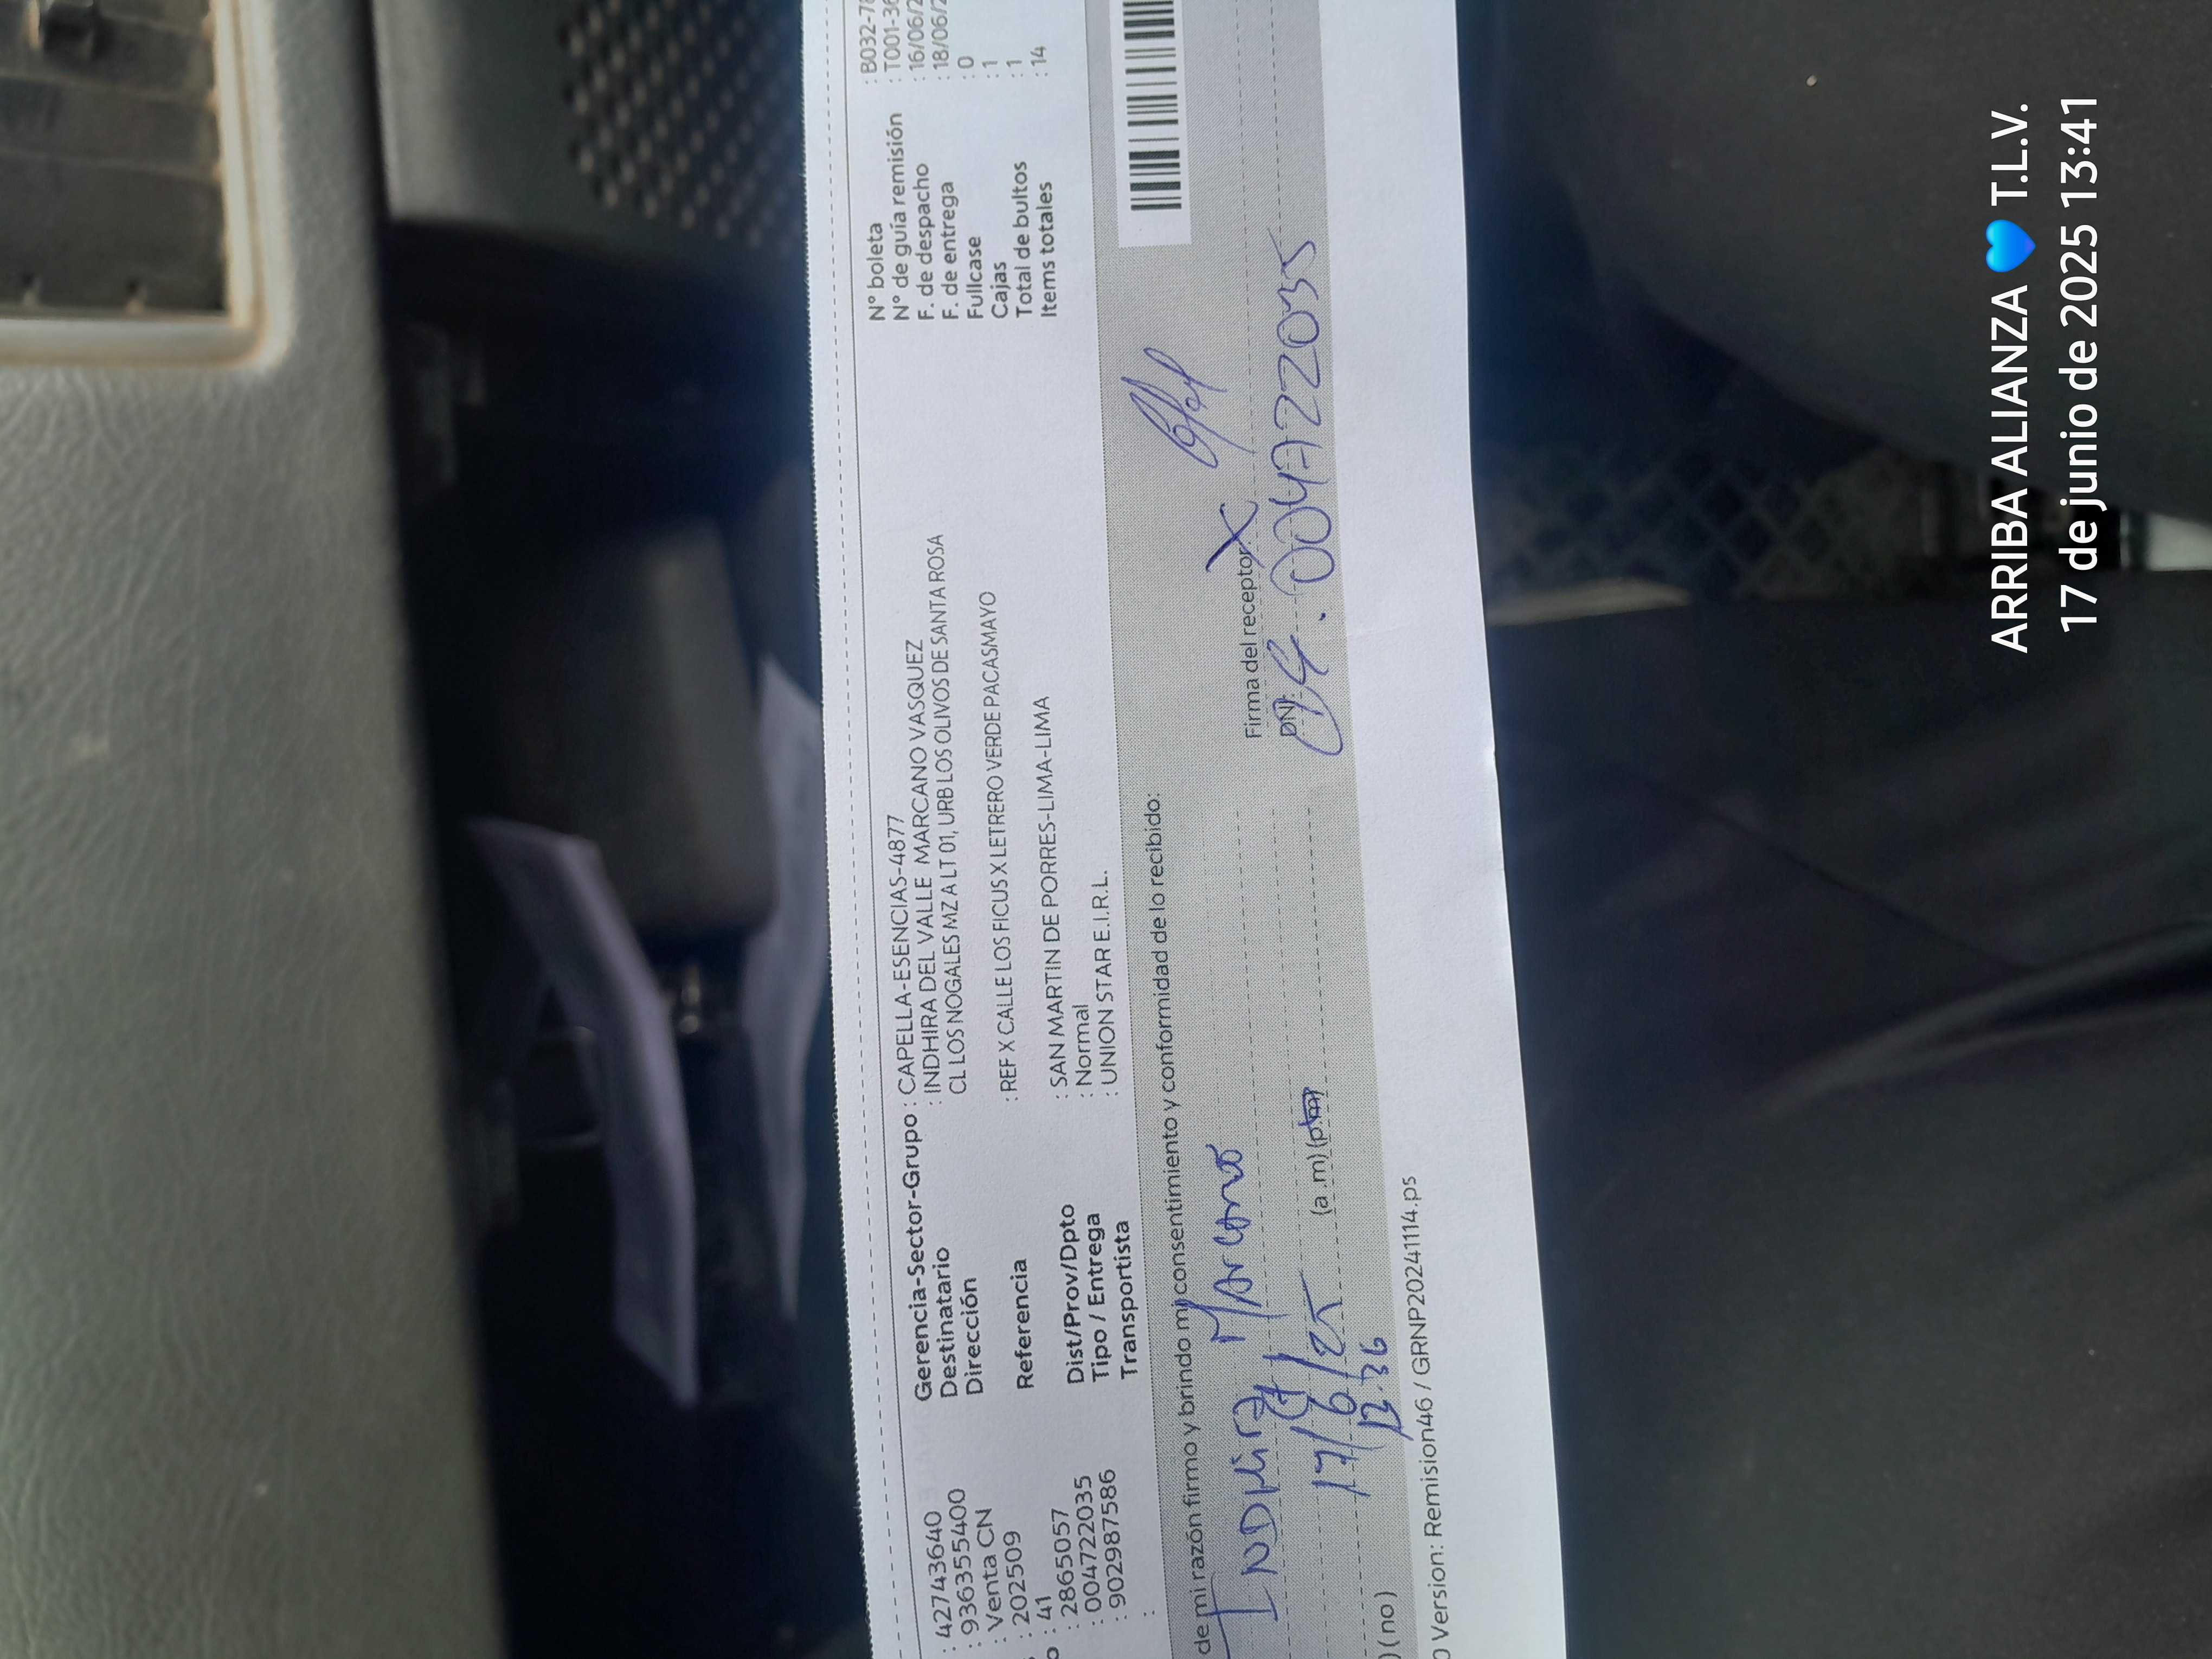 : 42743640
: 936355400
: Venta CN
: 202509
: 41
: 2865057
: 004722035
: 902987586
:
Gerencia-Sector-Grupo : CAPELLA-ESENCIAS-4877
Destinatario : INDHIRA DEL VALLE MARCANO VASQUEZ
Dirección CL LOS NOGALES MZ A LT 01, URB LOS OLIVOS DE SANTA ROSA
Referencia : REF X CALLE LOS FICUS X LETRERO VERDE PACASMAYO
Dist/Prov/Dpto : SAN MARTIN DE PORRES-LIMA-LIMA
Tipo / Entrega : Normal
Transportista : UNION STAR E.I.R.L.
N° boleta : B032-78
N° de guía remisión : T001-36
F. de despacho : 16/06/2
F. de entrega : 18/06/2
Fullcase : 0
Cajas : 1
Total de bultos : 1
Items totales : 14
de mi razón firmo y brindo mi consentimiento y conformidad de lo recibido:
INDHira Marcano
17/6/25 (a .m) (p
12:36
) ( no )
Firma del receptor: X
DNI: 004722035
) Version: Remision46 / GRNP20241114.ps
ARRIBA ALIANZA 💙 T.L.V.
17 de junio de 2025 13:41